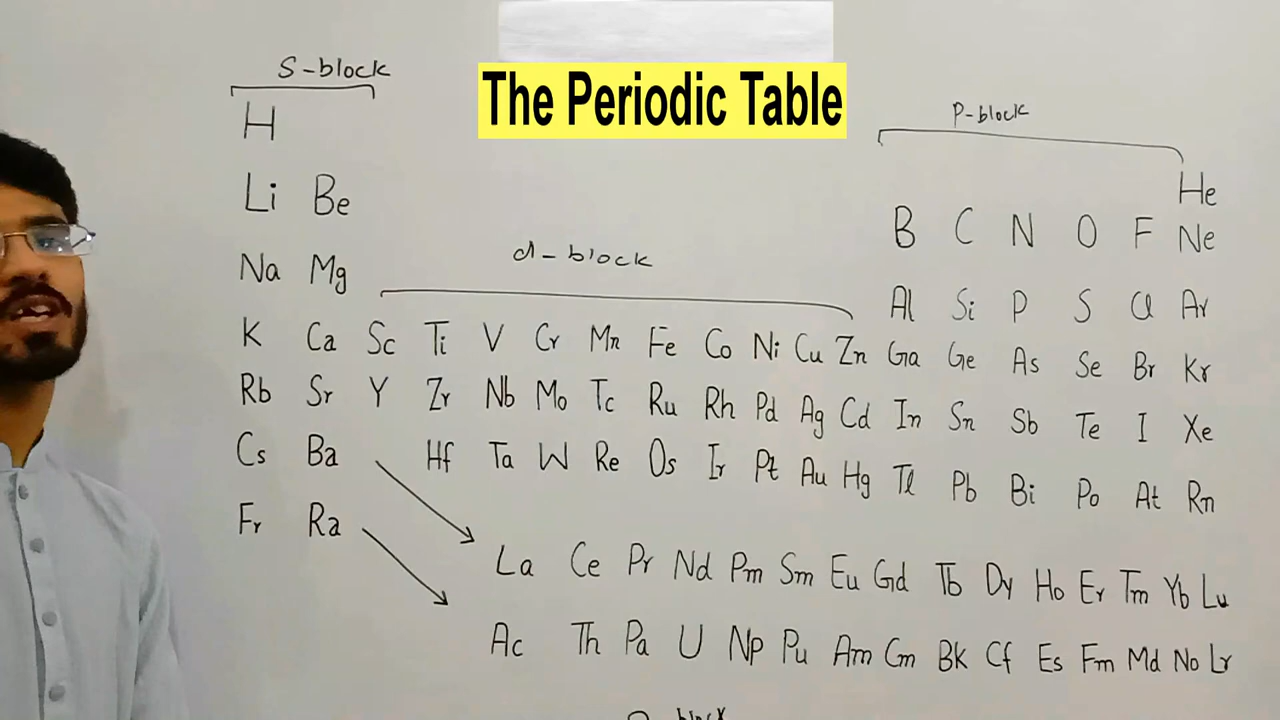 The Periodic Table
S-block
P-block
H
He
Li Be
B C N O F Ne
Na Mg
d-block
Al Si P S Cl Ar
K Ca Sc Ti V Cr Mn Fe Co Ni Cu Zn Ga Ge As Se Br Kr
Rb Sr Y Zr Nb Mo Tc Ru Rh Pd Ag Cd In Sn Sb Te I Xe
Cs Ba Hf Ta W Re Os Ir Pt Au Hg Tl Pb Bi Po At Rn
Fr Ra
La Ce Pr Nd Pm Sm Eu Gd Tb Dy Ho Er Tm Yb Lu
Ac Th Pa U Np Pu Am Cm Bk Cf Es Fm Md No Lr
block